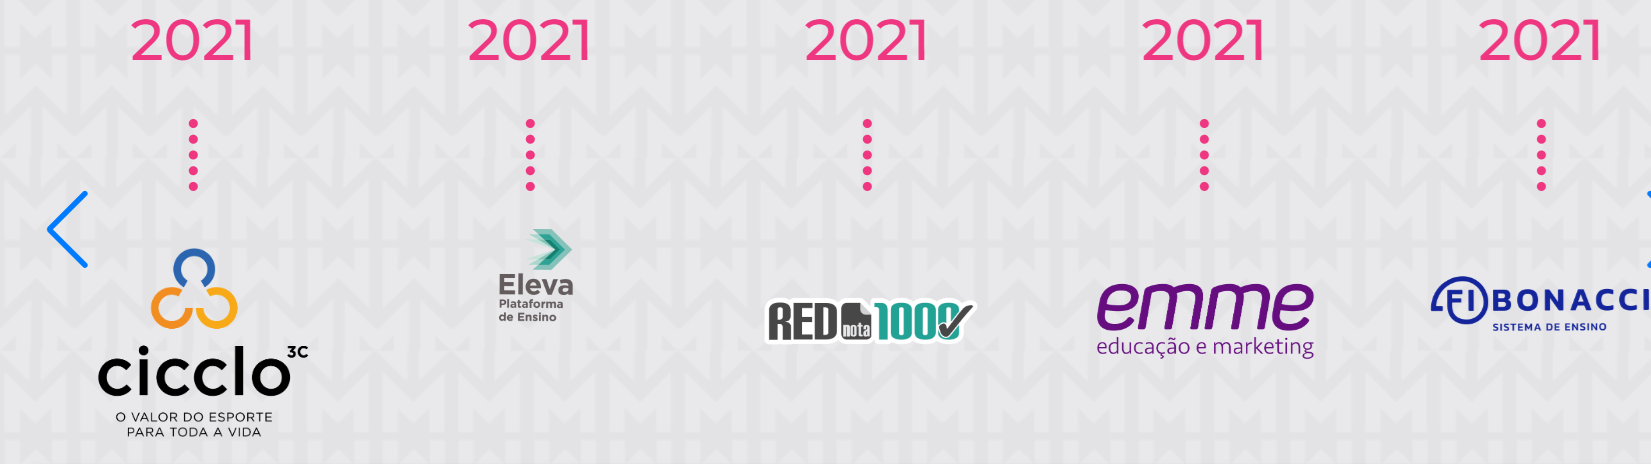 2021
2021
2021
2021
2021
cicclo 3C
O VALOR DO ESPORTE
PARA TODA A VIDA
Eleva
Plataforma
de Ensino
RED nota 1000
emme
educação e marketing
FIBONACCI
SISTEMA DE ENSINO